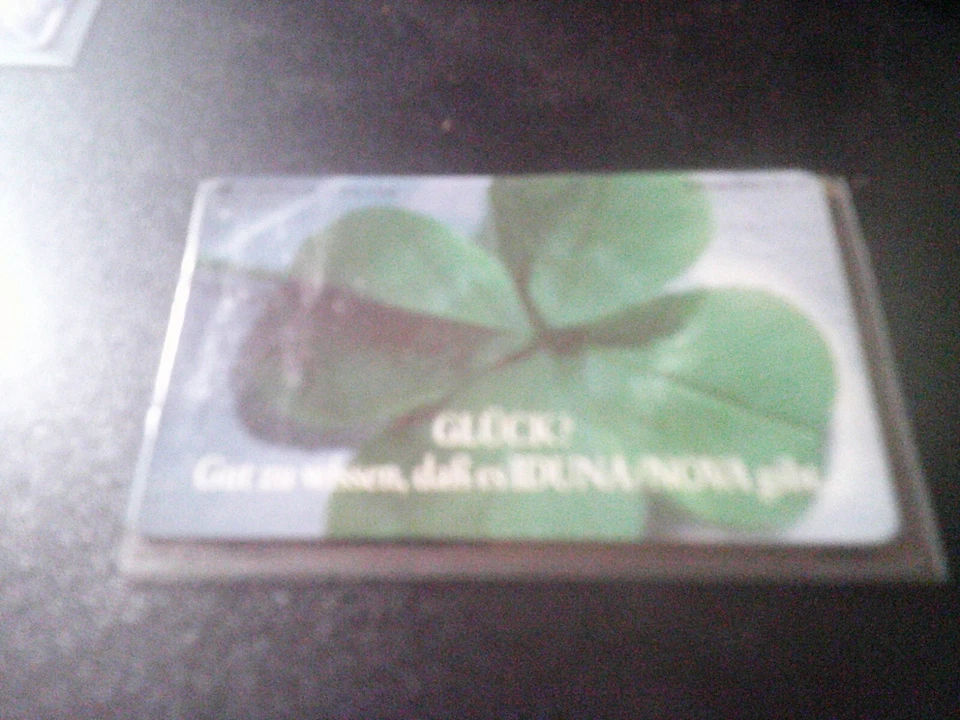 GLÜCK?
Gut zu wissen, daß es IDUNA/NOVA gibt.